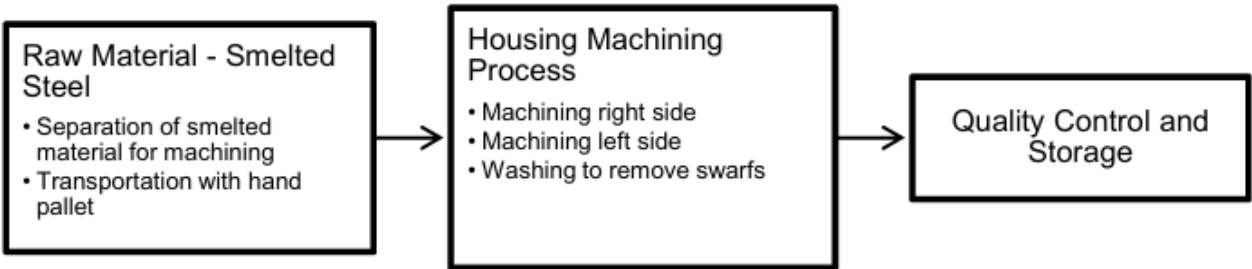 Raw Material - Smelted
Steel
• Separation of smelted
material for machining
• Transportation with hand
pallet
Housing Machining
Process
• Machining right side
• Machining left side
• Washing to remove swarfs
Quality Control and
Storage